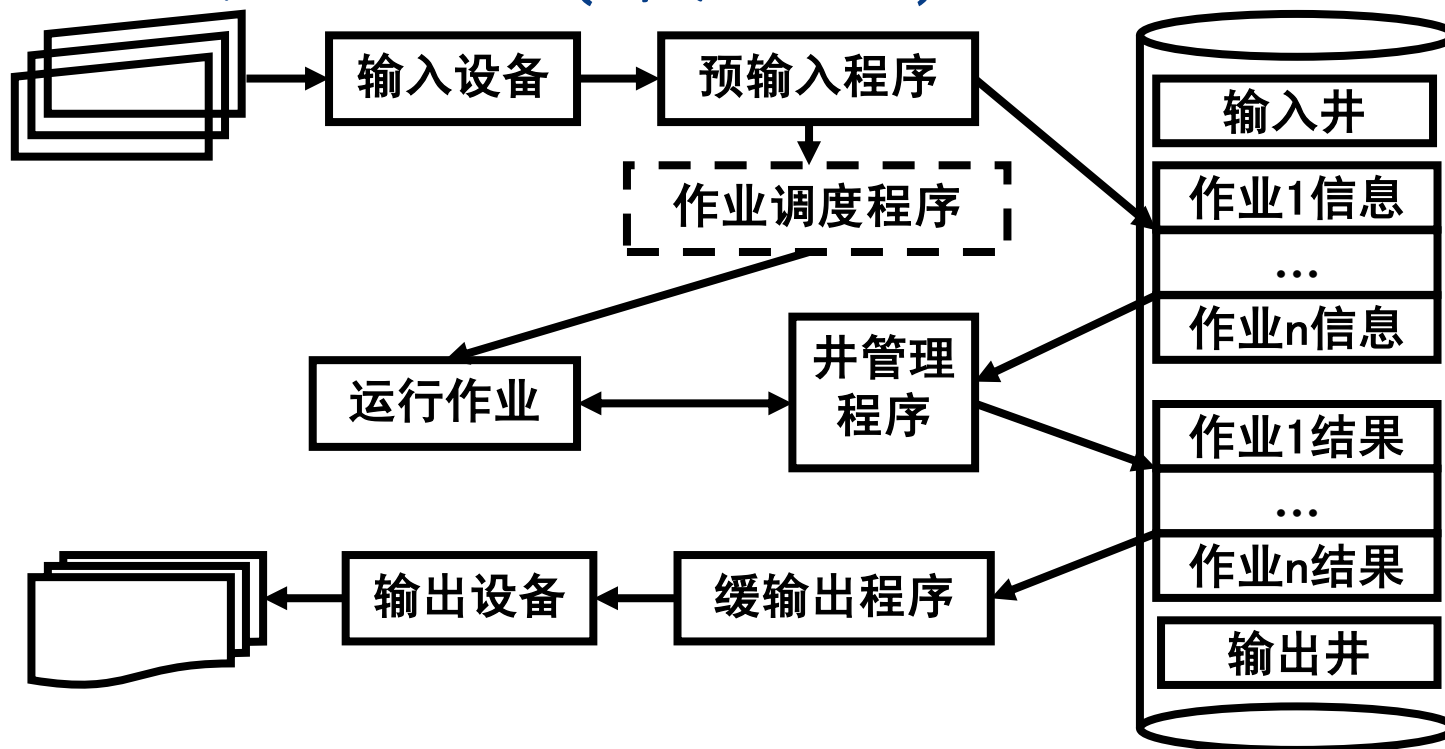 输入设备
预输入程序
输入井
作业调度程序
作业1信息
...
作业n信息
运行作业
井管理
程序
作业1结果
...
作业n结果
输出设备
缓输出程序
输出井